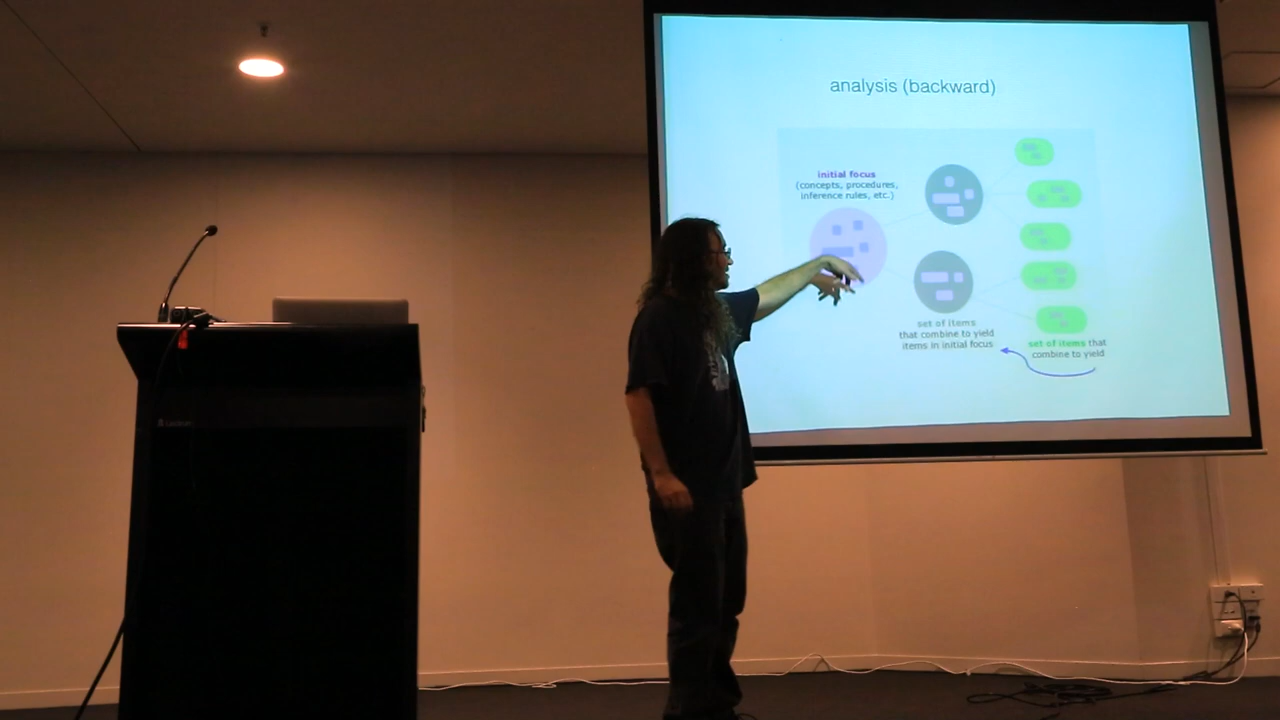 analysis (backward)
initial focus
(concepts, procedures,
inference rules, etc.)
set of items
that combine to yield
items in initial focus
set of items that
combine to yield